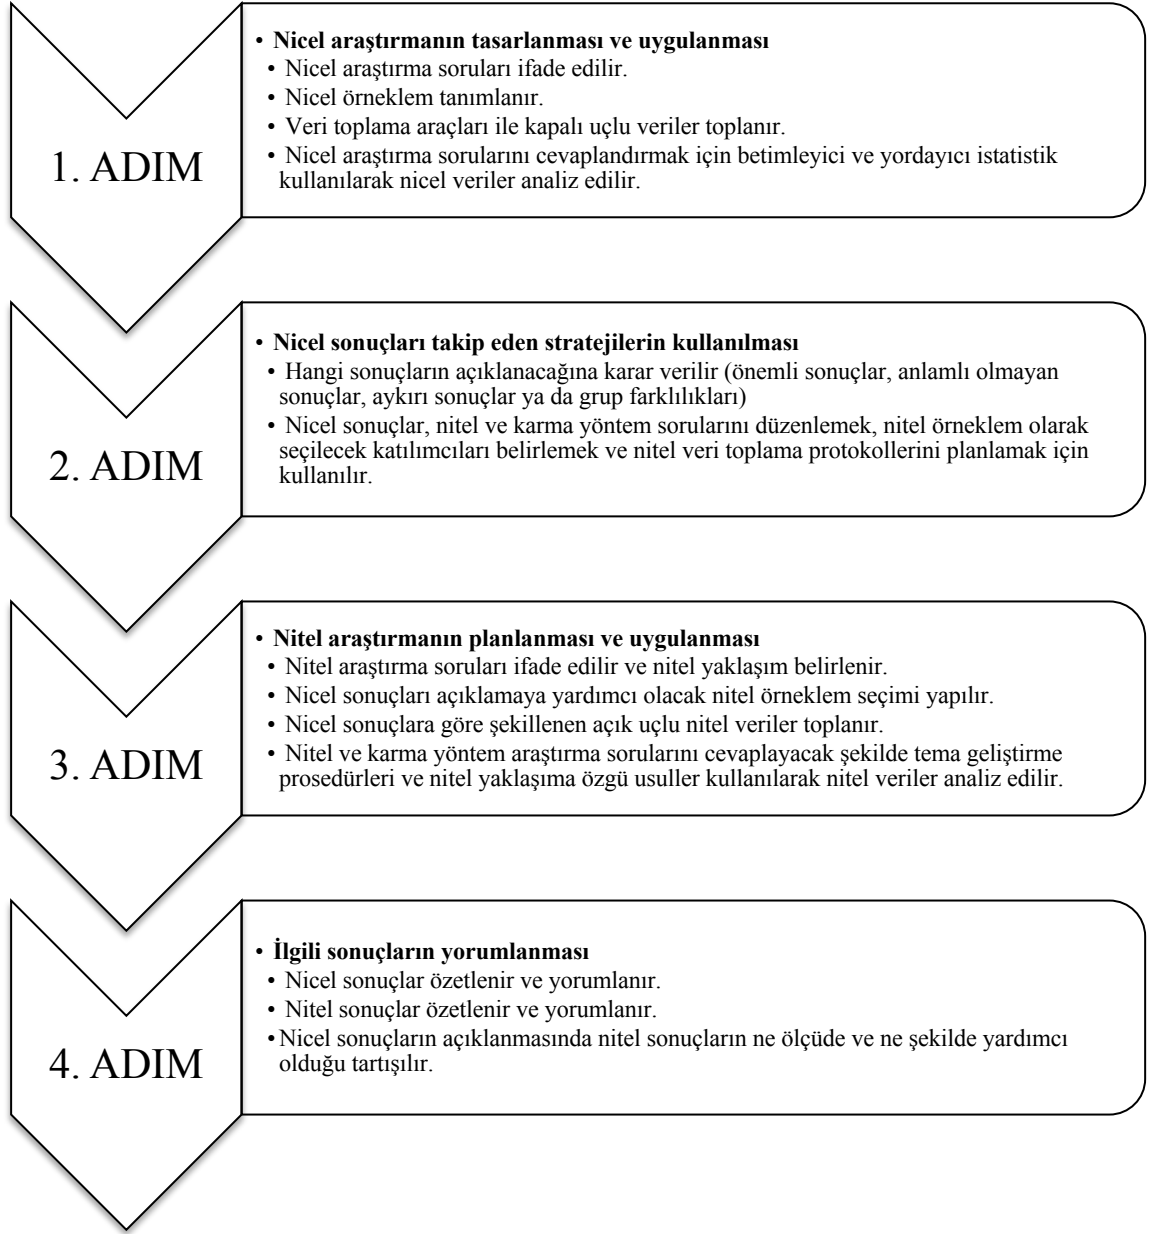 1. ADIM
• Nicel araştırmanın tasarlanması ve uygulanması
• Nicel araştırma soruları ifade edilir.
• Nicel örneklem tanımlanır.
• Veri toplama araçları ile kapalı uçlu veriler toplanır.
• Nicel araştırma sorularını cevaplandırmak için betimleyici ve yordayıcı istatistik
kullanılarak nicel veriler analiz edilir.
2. ADIM
• Nicel sonuçları takip eden stratejilerin kullanılması
• Hangi sonuçların açıklanacağına karar verilir (önemli sonuçlar, anlamlı olmayan
sonuçlar, aykırı sonuçlar ya da grup farklılıkları)
• Nicel sonuçlar, nitel ve karma yöntem sorularını düzenlemek, nitel örneklem olarak
seçilecek katılımcıları belirlemek ve nitel veri toplama protokollerini planlamak için
kullanılır.
3. ADIM
• Nitel araştırmanın planlanması ve uygulanması
• Nitel araştırma soruları ifade edilir ve nitel yaklaşım belirlenir.
• Nicel sonuçları açıklamaya yardımcı olacak nitel örneklem seçimi yapılır.
• Nicel sonuçlara göre şekillenen açık uçlu nitel veriler toplanır.
• Nitel ve karma yöntem araştırma sorularını cevaplayacak şekilde tema geliştirme
prosedürleri ve nitel yaklaşıma özgü usuller kullanılarak nitel veriler analiz edilir.
4. ADIM
• İlgili sonuçların yorumlanması
• Nicel sonuçlar özetlenir ve yorumlanır.
• Nitel sonuçlar özetlenir ve yorumlanır.
• Nicel sonuçların açıklanmasında nitel sonuçların ne ölçüde ve ne şekilde yardımcı
olduğu tartışılır.